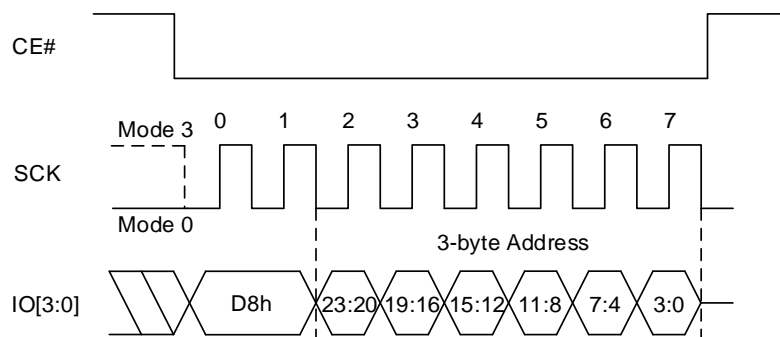 CE#
Mode 3 0 1 2 3 4 5 6 7
SCK
Mode 0
3-byte Address
IO[3:0] D8h 23:20 19:16 15:12 11:8 7:4 3:0